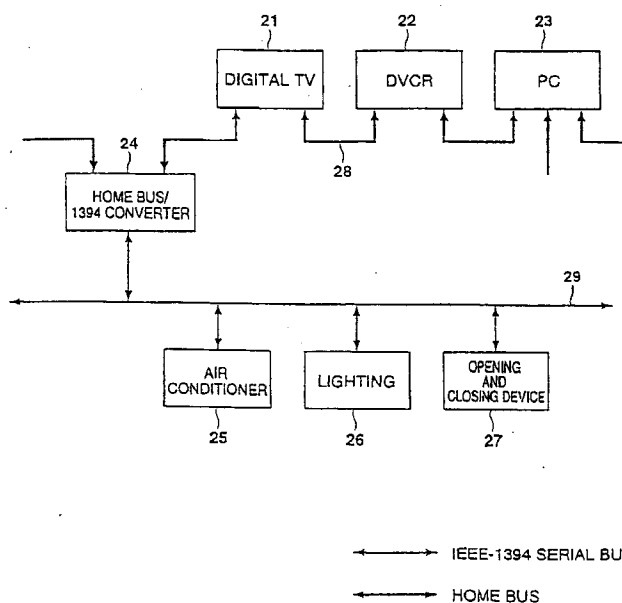 21
22
23
DIGITAL TV
DVCR
PC
24
28
HOME BUS/
1394 CONVERTER
29
AIR
CONDITIONER
LIGHTING
OPENING
AND
CLOSING DEVICE
25
26
27
IEEE-1394 SERIAL BU
HOME BUS